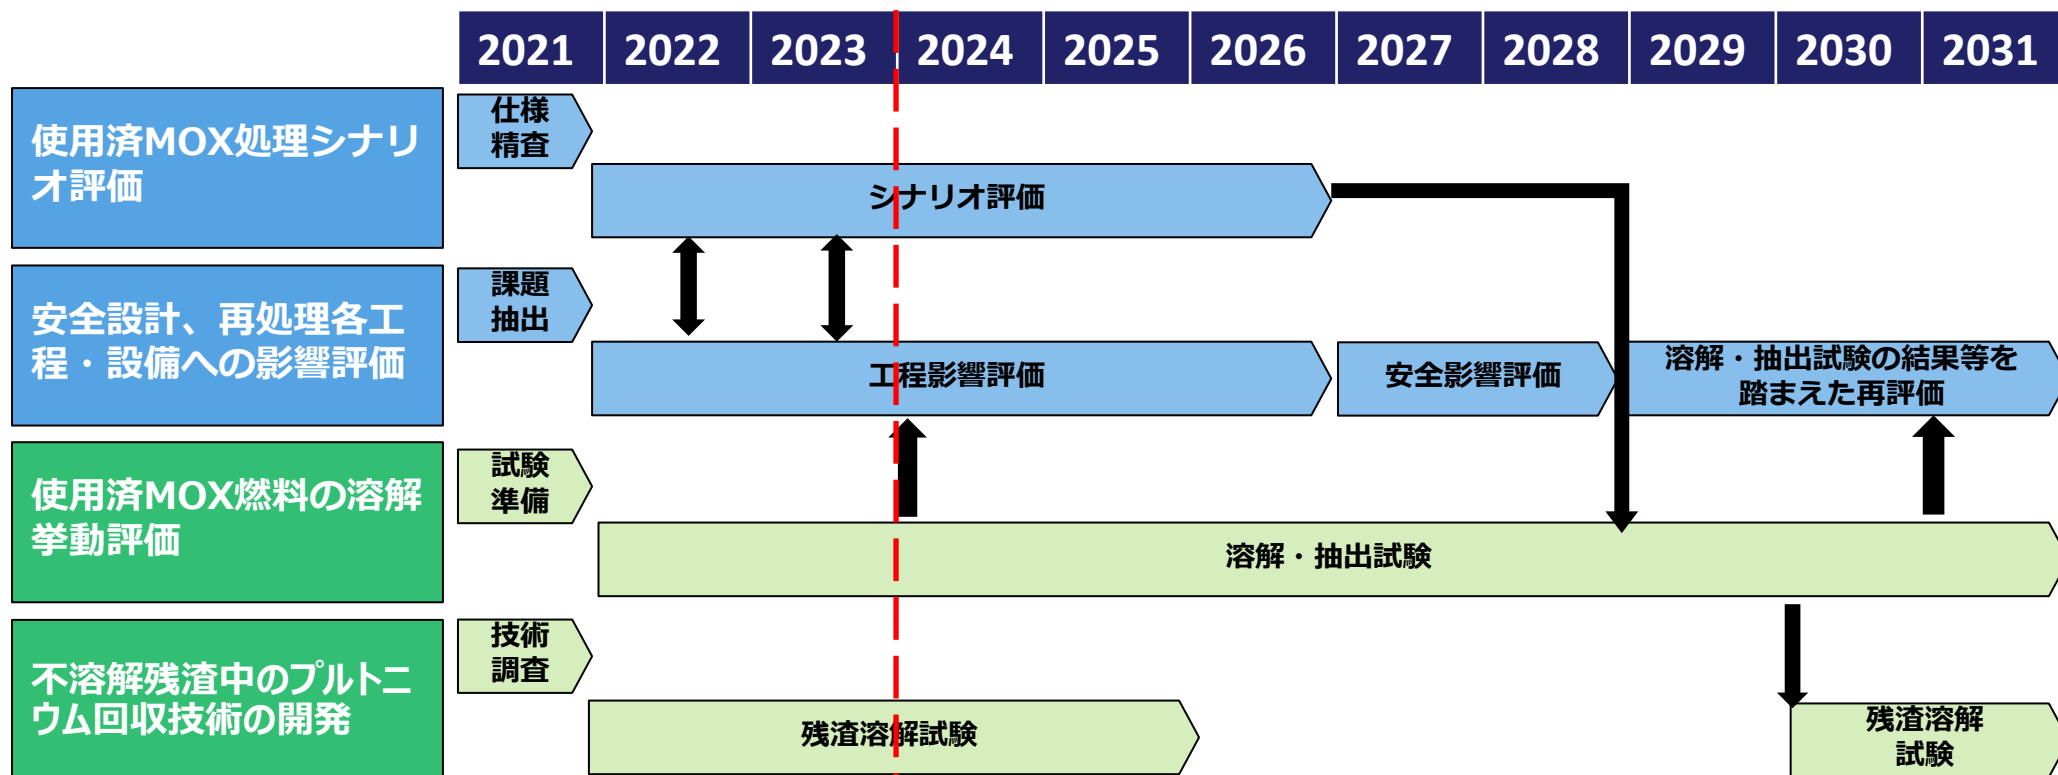 2021 2022 2023 2024 2025 2026 2027 2028 2029 2030 2031
使用済MOX処理シナリ
オ評価
仕様
精査
シナリオ評価
安全設計、再処理各工
程・設備への影響評価
課題
抽出
工程影響評価
安全影響評価
溶解・抽出試験の結果等を
踏まえた再評価
使用済MOX燃料の溶解
挙動評価
試験
準備
溶解・抽出試験
不溶解残渣中のプルトニ
ウム回収技術の開発
技術
調査
残渣溶解試験
残渣溶解
試験